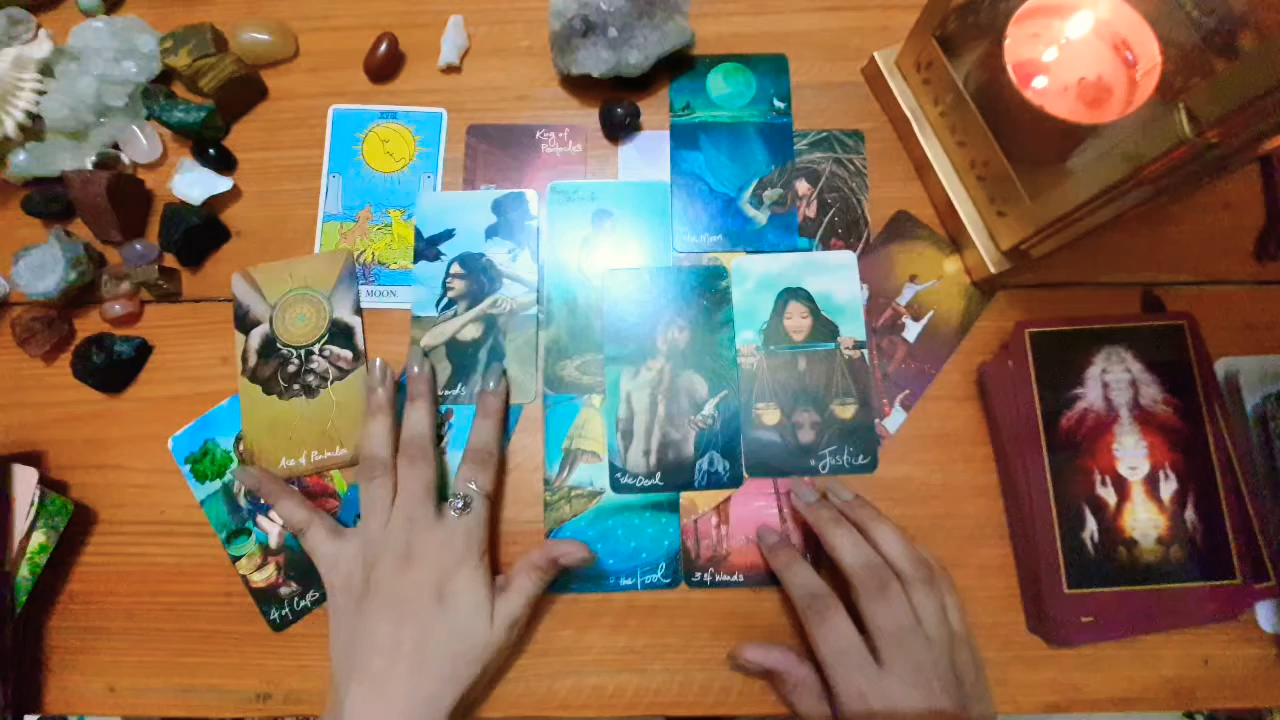 XVIII
King of
Pentacles
E MOON.
the Moon
wands
Ace of Pentacles
Justice
the Devil
the Fool
3 of Wands
4 of Cups